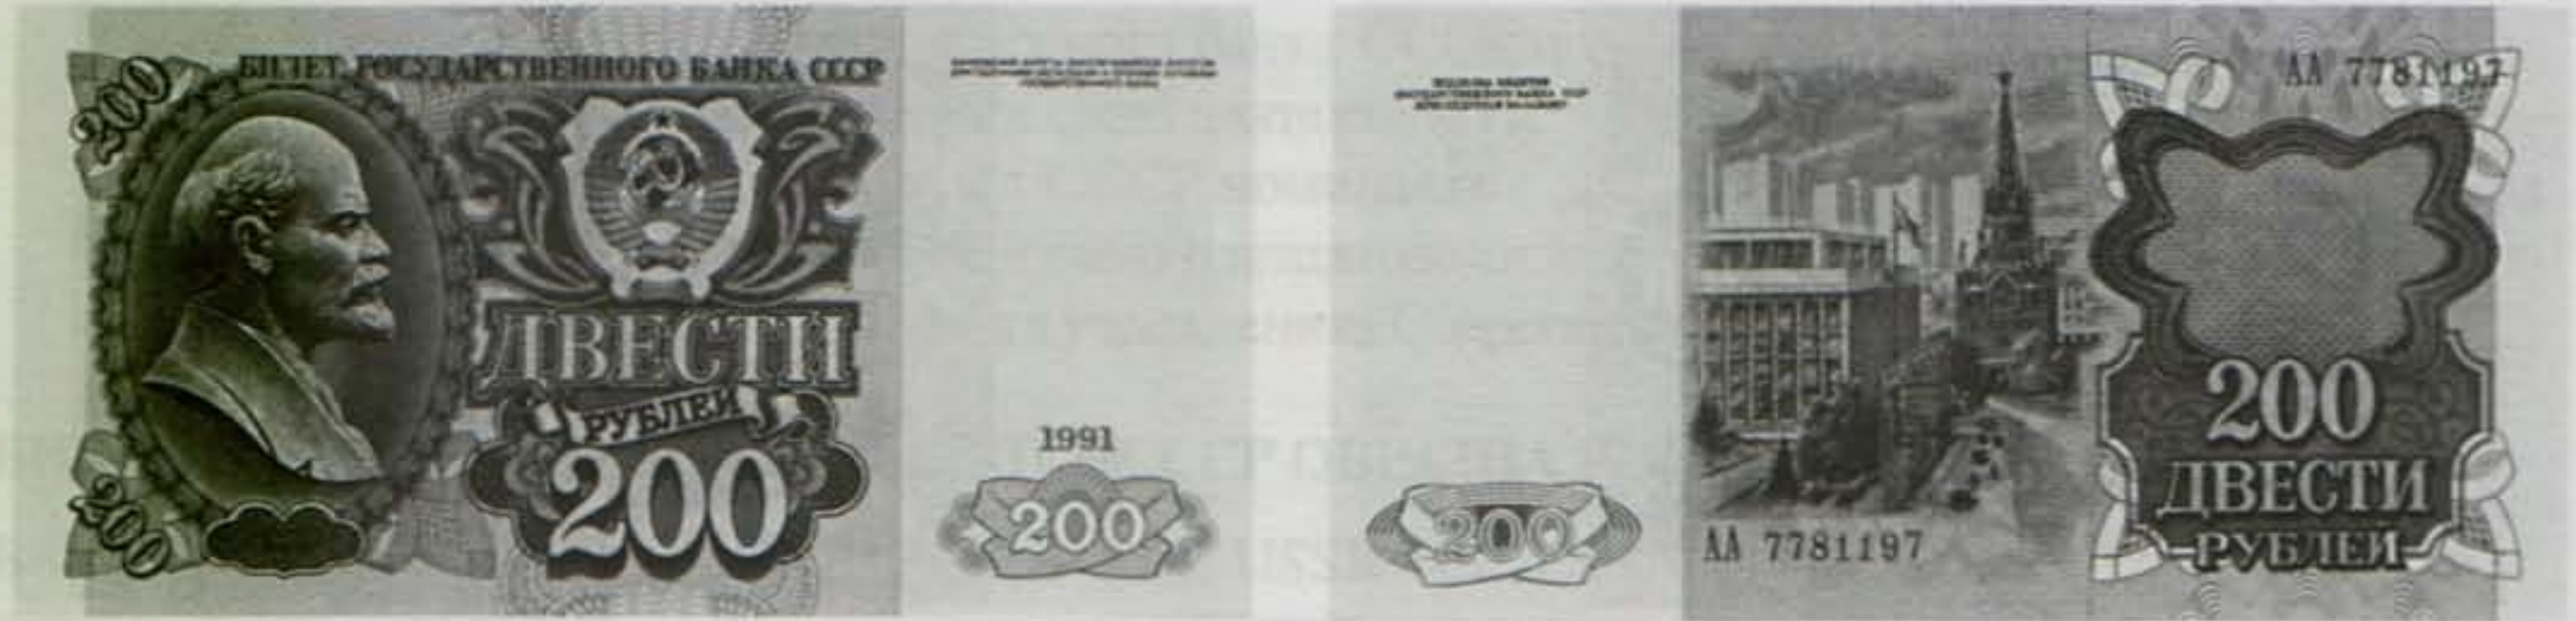 200
БИЛЕТ ГОСУДАРСТВЕННОГО БАНКА СССР
ДВЕСТИ
РУБЛЕЙ
200
200
1991
200
200
АА 7781197
АА 7781197
200
ДВЕСТИ
РУБЛЕЙ